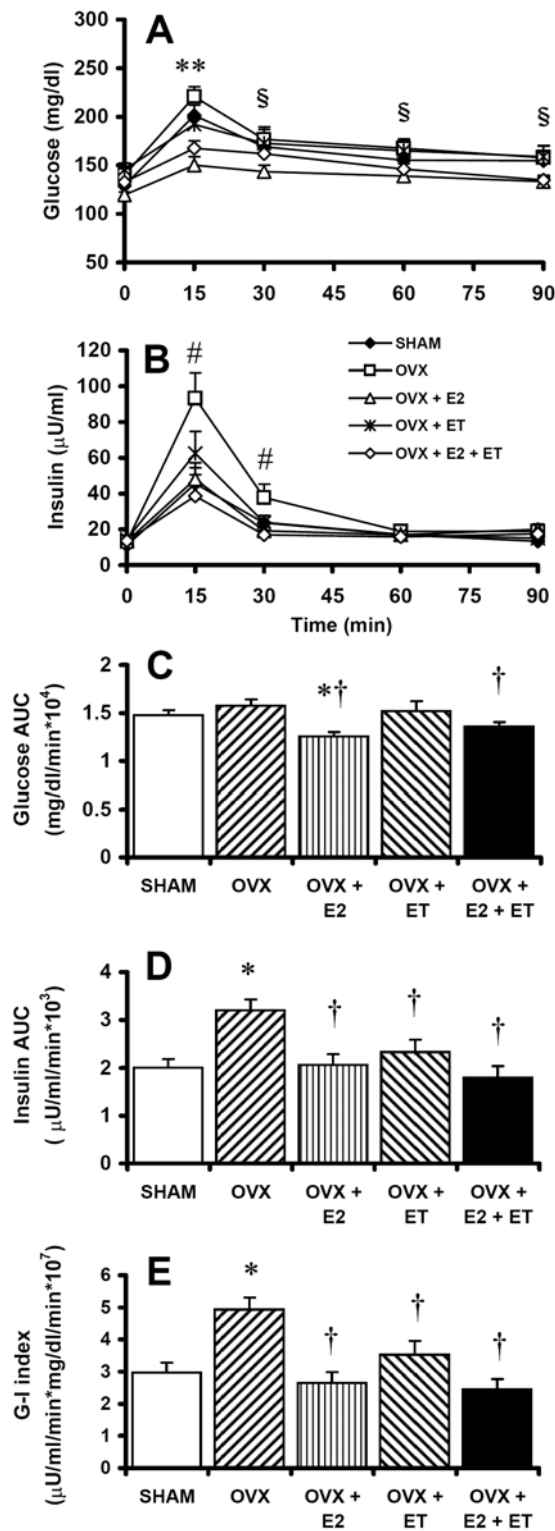 A
Glucose (mg/dl)
300
250
200
150
100
50
**
§
§
§
0 15 30 45 60 75 90
B
Insulin (µU/ml)
120
100
80
60
40
20
0
#
#
SHAM
OVX
OVX + E2
OVX + ET
OVX + E2 + ET
0 15 30 45 60 75 90
Time (min)
C
Glucose AUC
(mg/dl/min*10⁴)
2
1.5
1
0.5
0
*†
†
SHAM OVX OVX + OVX + OVX +
E2 ET E2 + ET
D
Insulin AUC
( µU/ml/min*10³)
4
3
2
1
0
*
†
†
†
SHAM OVX OVX + OVX + OVX +
E2 ET E2 + ET
E
G-I index
(µU/ml/min*mg/dl/min*10⁷)
6
5
4
3
2
1
0
*
†
†
†
SHAM OVX OVX + OVX + OVX +
E2 ET E2 + ET